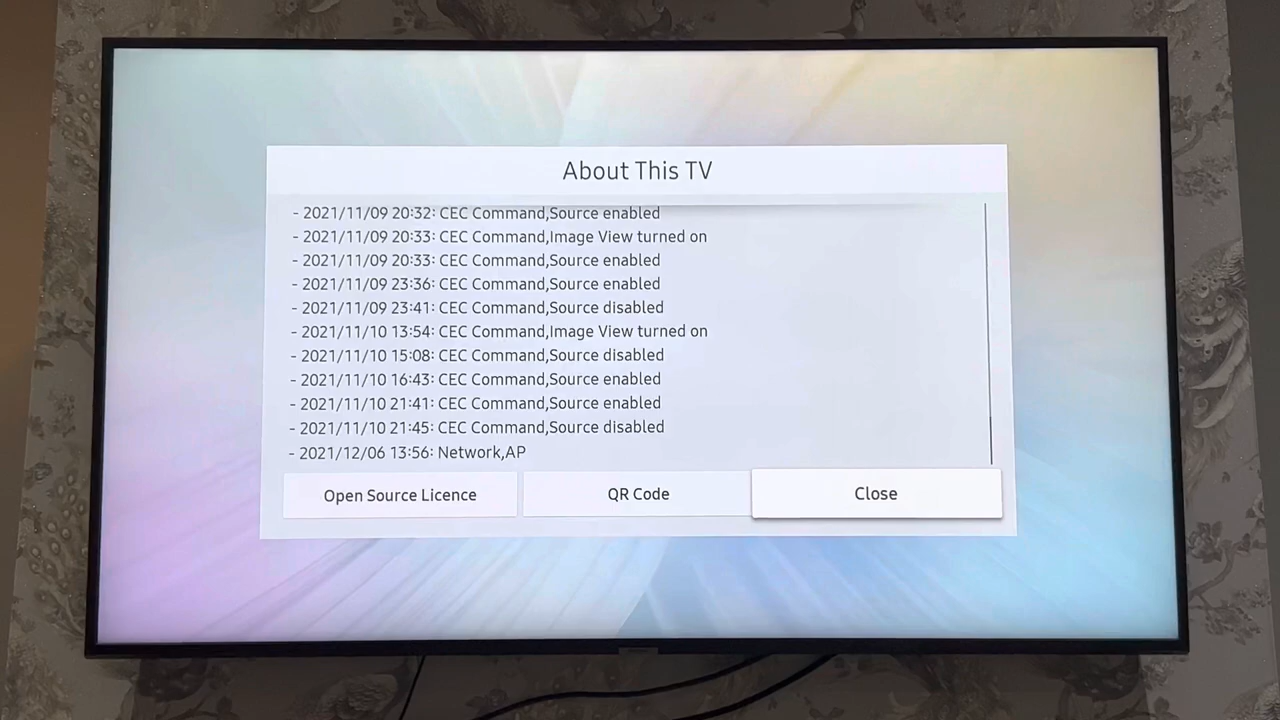 About This TV
- 2021/11/09 20:32: CEC Command,Source enabled
- 2021/11/09 20:33: CEC Command,Image View turned on
- 2021/11/09 20:33: CEC Command,Source enabled
- 2021/11/09 23:36: CEC Command,Source enabled
- 2021/11/09 23:41: CEC Command,Source disabled
- 2021/11/10 13:54: CEC Command,Image View turned on
- 2021/11/10 15:08: CEC Command,Source disabled
- 2021/11/10 16:43: CEC Command,Source enabled
- 2021/11/10 21:41: CEC Command,Source enabled
- 2021/11/10 21:45: CEC Command,Source disabled
- 2021/12/06 13:56: Network,AP
Open Source Licence QR Code Close